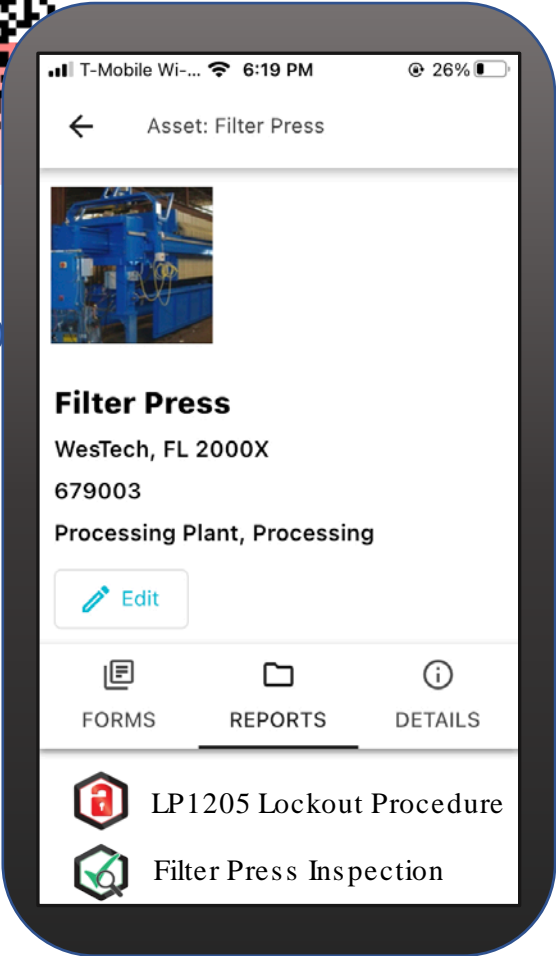 T-Mobile Wi-... 6:19 PM 26%
Asset: Filter Press
Filter Press
WesTech, FL 2000X
679003
Processing Plant, Processing
Edit
FORMS REPORTS DETAILS
LP1205 Lockout Procedure
Filter Press Inspection